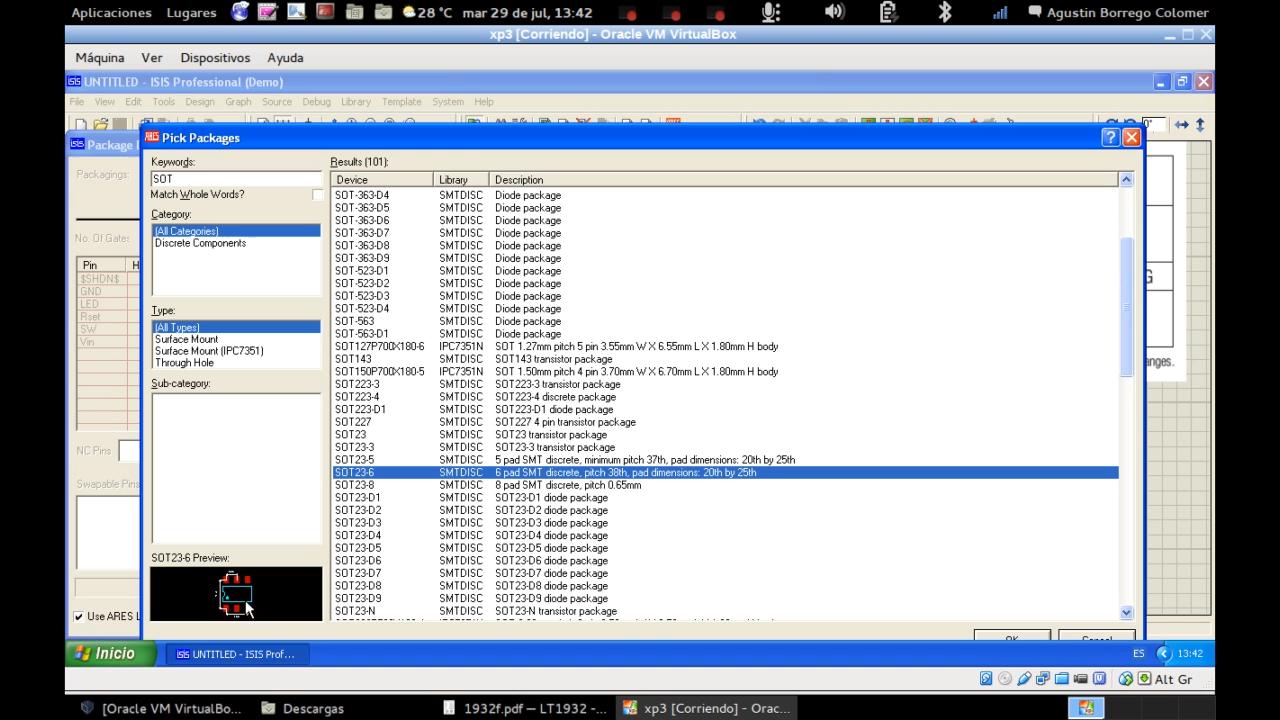 Aplicaciones Lugares 28 °C mar 29 de jul, 13:42 Agustin Borrego Colomer
xp3 [Corriendo] - Oracle VM VirtualBox
Máquina Ver Dispositivos Ayuda
ISIS UNTITLED - ISIS Professional (Demo)
File View Edit Tools Design Graph Source Debug Library Template System Help
ISIS Package
ARES Pick Packages
Packagings:
No. Of Gates
Pin
$SHDN$
GND
LED
Rset
SW
Vin
NC Pins
Swapable Pins
Use ARES L
Keywords:
SOT
Match Whole Words?
Category:
(All Categories)
Discrete Components
Type:
(All Types)
Surface Mount
Surface Mount (IPC7351)
Through Hole
Sub-category:
SOT23-6 Preview:
Results (101):
Device Library Description
SOT-363-D4 SMTDISC Diode package
SOT-363-D5 SMTDISC Diode package
SOT-363-D6 SMTDISC Diode package
SOT-363-D7 SMTDISC Diode package
SOT-363-D8 SMTDISC Diode package
SOT-363-D9 SMTDISC Diode package
SOT-523-D1 SMTDISC Diode package
SOT-523-D2 SMTDISC Diode package
SOT-523-D3 SMTDISC Diode package
SOT-523-D4 SMTDISC Diode package
SOT-563 SMTDISC Diode package
SOT-563-D1 SMTDISC Diode package
SOT127P700X180-6 IPC7351N SOT 1.27mm pitch 5 pin 3.55mm W X 6.55mm L X 1.80mm H body
SOT143 SMTDISC SOT143 transistor package
SOT150P700X180-5 IPC7351N SOT 1.50mm pitch 4 pin 3.70mm W X 6.70mm L X 1.80mm H body
SOT223-3 SMTDISC SOT223-3 transistor package
SOT223-4 SMTDISC SOT223-4 discrete package
SOT223-D1 SMTDISC SOT223-D1 diode package
SOT227 SMTDISC SOT227 4 pin transistor package
SOT23 SMTDISC SOT23 transistor package
SOT23-3 SMTDISC SOT23-3 transistor package
SOT23-5 SMTDISC 5 pad SMT discrete, minimum pitch 37th, pad dimensions: 20th by 25th
SOT23-6 SMTDISC 6 pad SMT discrete, pitch 38th, pad dimensions: 20th by 25th
SOT23-8 SMTDISC 8 pad SMT discrete, pitch 0.65mm
SOT23-D1 SMTDISC SOT23-D1 diode package
SOT23-D2 SMTDISC SOT23-D2 diode package
SOT23-D3 SMTDISC SOT23-D3 diode package
SOT23-D4 SMTDISC SOT23-D4 diode package
SOT23-D5 SMTDISC SOT23-D5 diode package
SOT23-D6 SMTDISC SOT23-D6 diode package
SOT23-D7 SMTDISC SOT23-D7 diode package
SOT23-D8 SMTDISC SOT23-D8 diode package
SOT23-D9 SMTDISC SOT23-D9 diode package
SOT23-N SMTDISC SOT23-N transistor package
OK Cancel
anges.
Inicio ISIS UNTITLED - ISIS Prof... ES 13:42
Alt Gr
[Oracle VM VirtualBo... Descargas 1932f.pdf — LT1932 -... xp3 [Corriendo] - Orac...